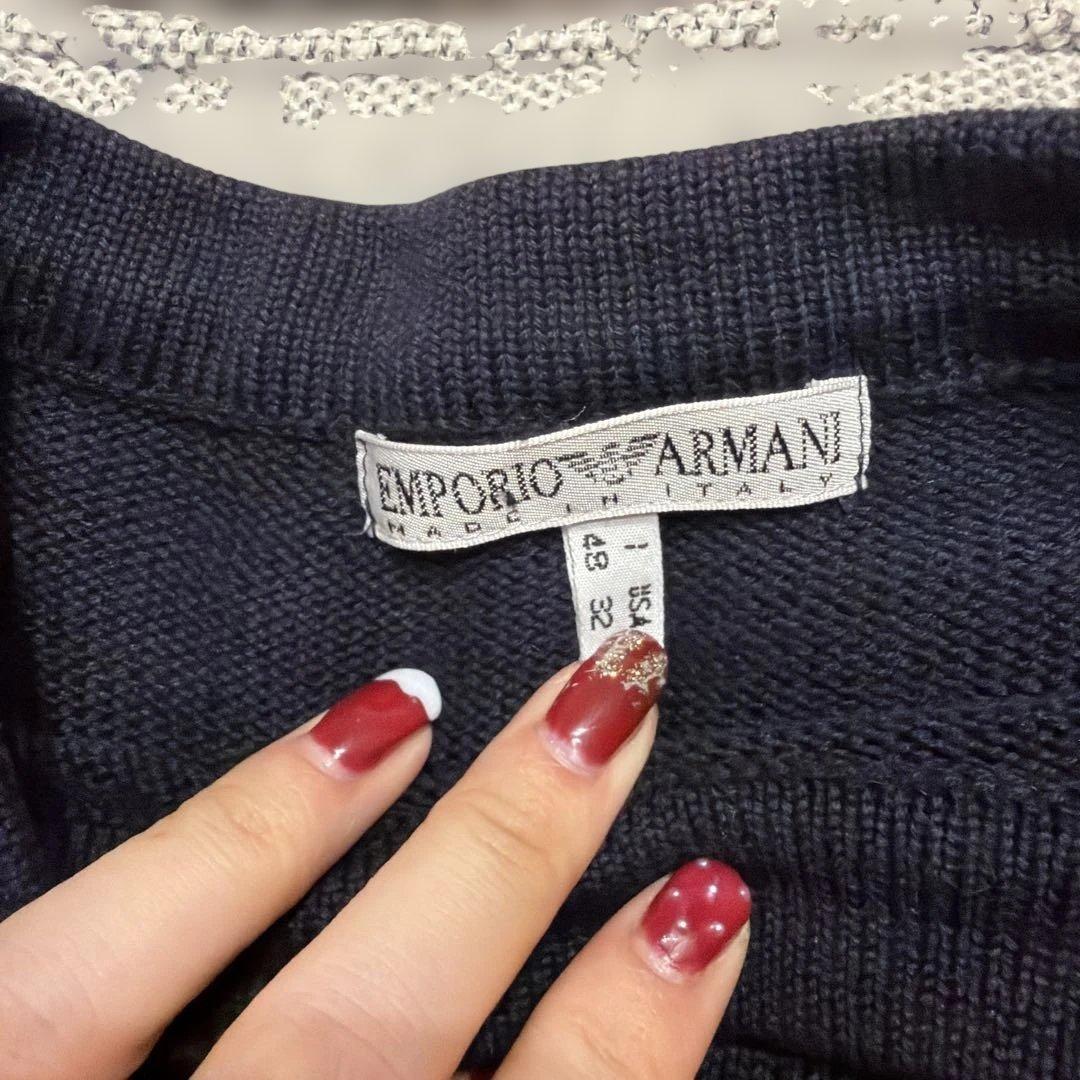 EMPORIO ARMANI
MADE IN ITALY
I USA
48 32